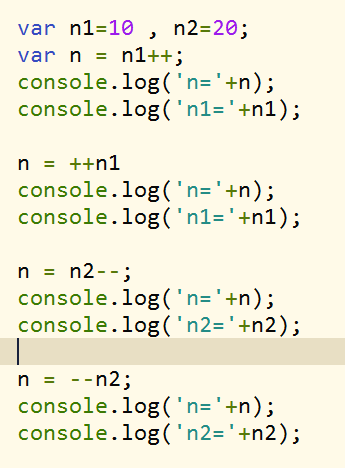 var n1=10 , n2=20;
var n = n1++;
console.log('n='+n);
console.log('n1='+n1);
n = ++n1
console.log('n='+n);
console.log('n1='+n1);
n = n2--;
console.log('n='+n);
console.log('n2='+n2);
n = --n2;
console.log('n='+n);
console.log('n2='+n2);